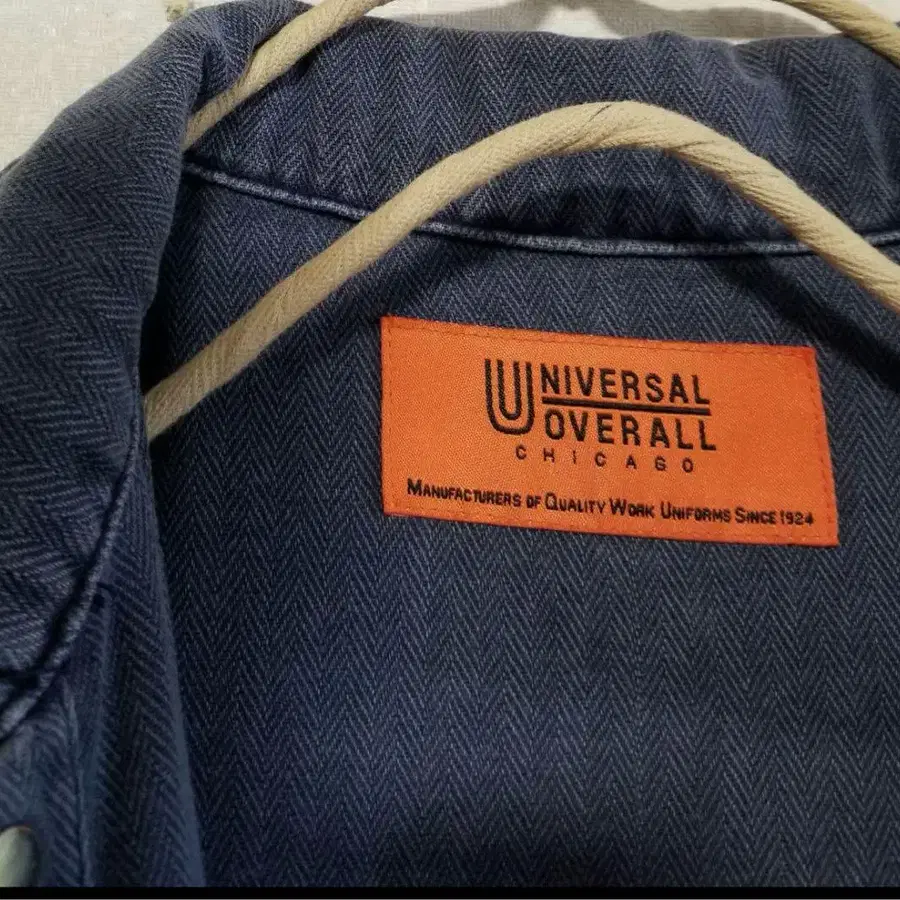 UNIVERSAL
OVERALL
CHICAGO
MANUFACTURERS OF QUALITY WORK UNIFORMS SINCE 1924